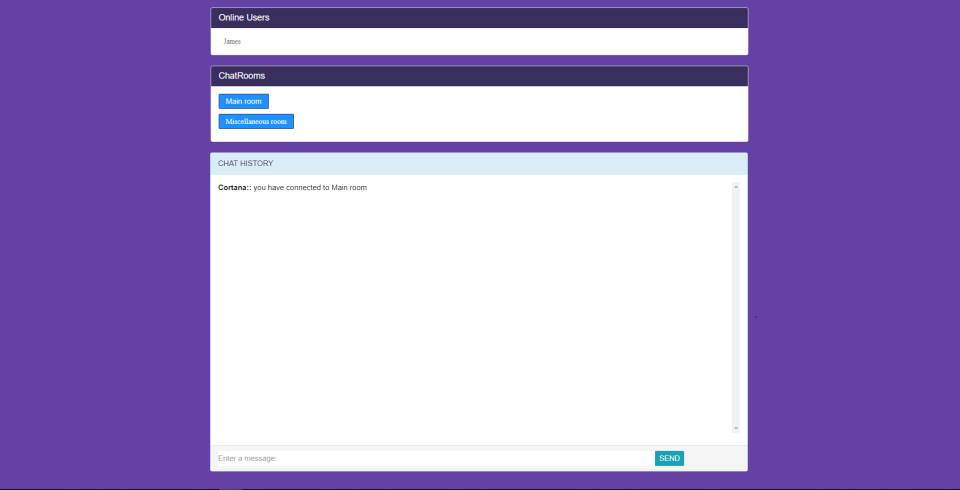 Online Users
James
ChatRooms
Main room
Miscellaneous room
CHAT HISTORY
Cortana:: you have connected to Main room
Enter a message:
SEND